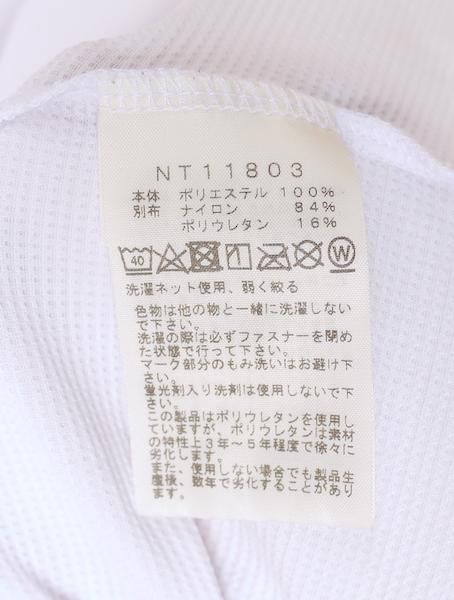 NT11803
本体 ポリエステル 100%
別布 ナイロン 84%
ポリウレタン 16%
40 W
洗濯ネット使用、弱く絞る
色物は他の物と一緒に洗濯しない
で下さい。
洗濯の際は必ずファスナーを閉め
た状態で行って下さい。
マーク部分のもみ洗いはお避け下
さい。
蛍光剤入り洗剤は使用しないで下
さい。
この製品はポリウレタンを使用し
ていますが、ポリウレタンは素材
の特性上3年〜5年程度で徐々に
劣化します。
また、使用しない場合でも製品生
産後、数年で劣化することがあり
ます。